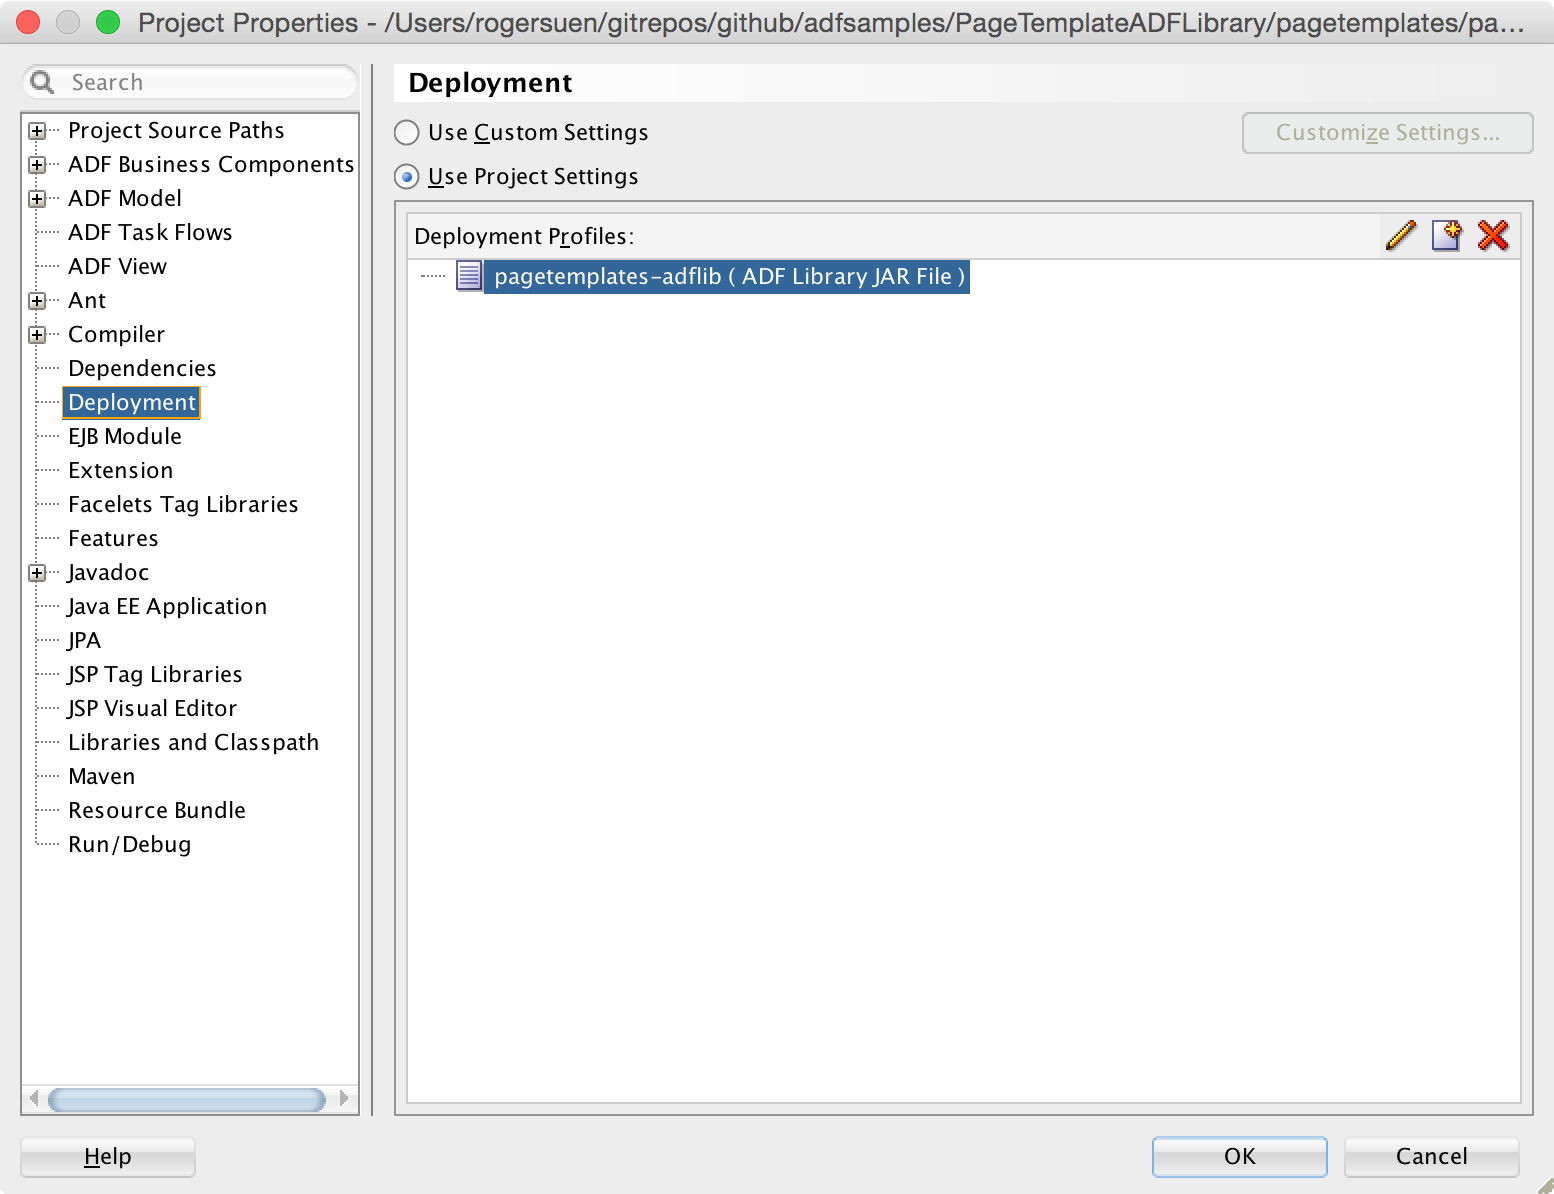 Project Properties - /Users/rogersuen/gitrepos/github/adfsamples/PageTemplateADFLibrary/pagetemplates/pa...
Search
Project Source Paths
ADF Business Components
ADF Model
ADF Task Flows
ADF View
Ant
Compiler
Dependencies
Deployment
EJB Module
Extension
Facelets Tag Libraries
Features
Javadoc
Java EE Application
JPA
JSP Tag Libraries
JSP Visual Editor
Libraries and Classpath
Maven
Resource Bundle
Run/Debug
Deployment
Use Custom Settings
Customize Settings...
Use Project Settings
Deployment Profiles:
pagetemplates-adflib ( ADF Library JAR File )
Help
OK
Cancel